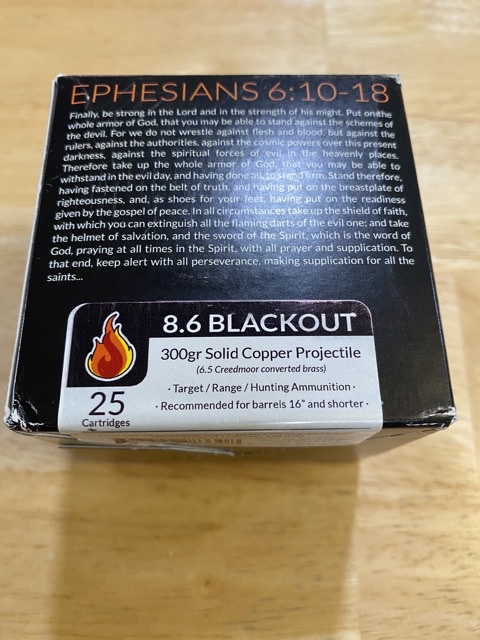 EPHESIANS 6:10-18
Finally, be strong in the Lord and in the strength of his might. Put on the
whole armor of God, that you may be able to stand against the schemes of
the devil. For we do not wrestle against flesh and blood, but against the
rulers, against the authorities, against the cosmic powers over this present
darkness, against the spiritual forces of evil in the heavenly places.
Therefore take up the whole armor of God, that you may be able to
withstand in the evil day, and having done all, to stand firm. Stand therefore,
having fastened on the belt of truth, and having put on the breastplate of
righteousness, and, as shoes for your feet, having put on the readiness
given by the gospel of peace. In all circumstances take up the shield of faith,
with which you can extinguish all the flaming darts of the evil one; and take
the helmet of salvation, and the sword of the Spirit, which is the word of
God, praying at all times in the Spirit, with all prayer and supplication. To
that end, keep alert with all perseverance, making supplication for all the
saints...
8.6 BLACKOUT
300gr Solid Copper Projectile
(6.5 Creedmoor converted brass)
· Target / Range / Hunting Ammunition ·
· Recommended for barrels 16" and shorter ·
25
Cartridges